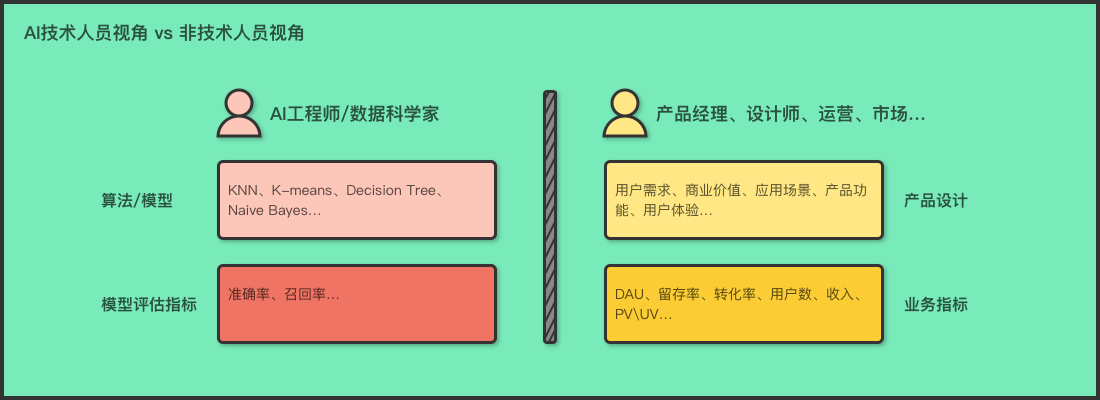 AI技术人员视角 vs 非技术人员视角
AI工程师/数据科学家
产品经理、设计师、运营、市场...
算法/模型
KNN、K-means、Decision Tree、
Naive Bayes...
用户需求、商业价值、应用场景、产品功
能、用户体验...
产品设计
模型评估指标
准确率、召回率...
DAU、留存率、转化率、用户数、收入、
PV\UV...
业务指标